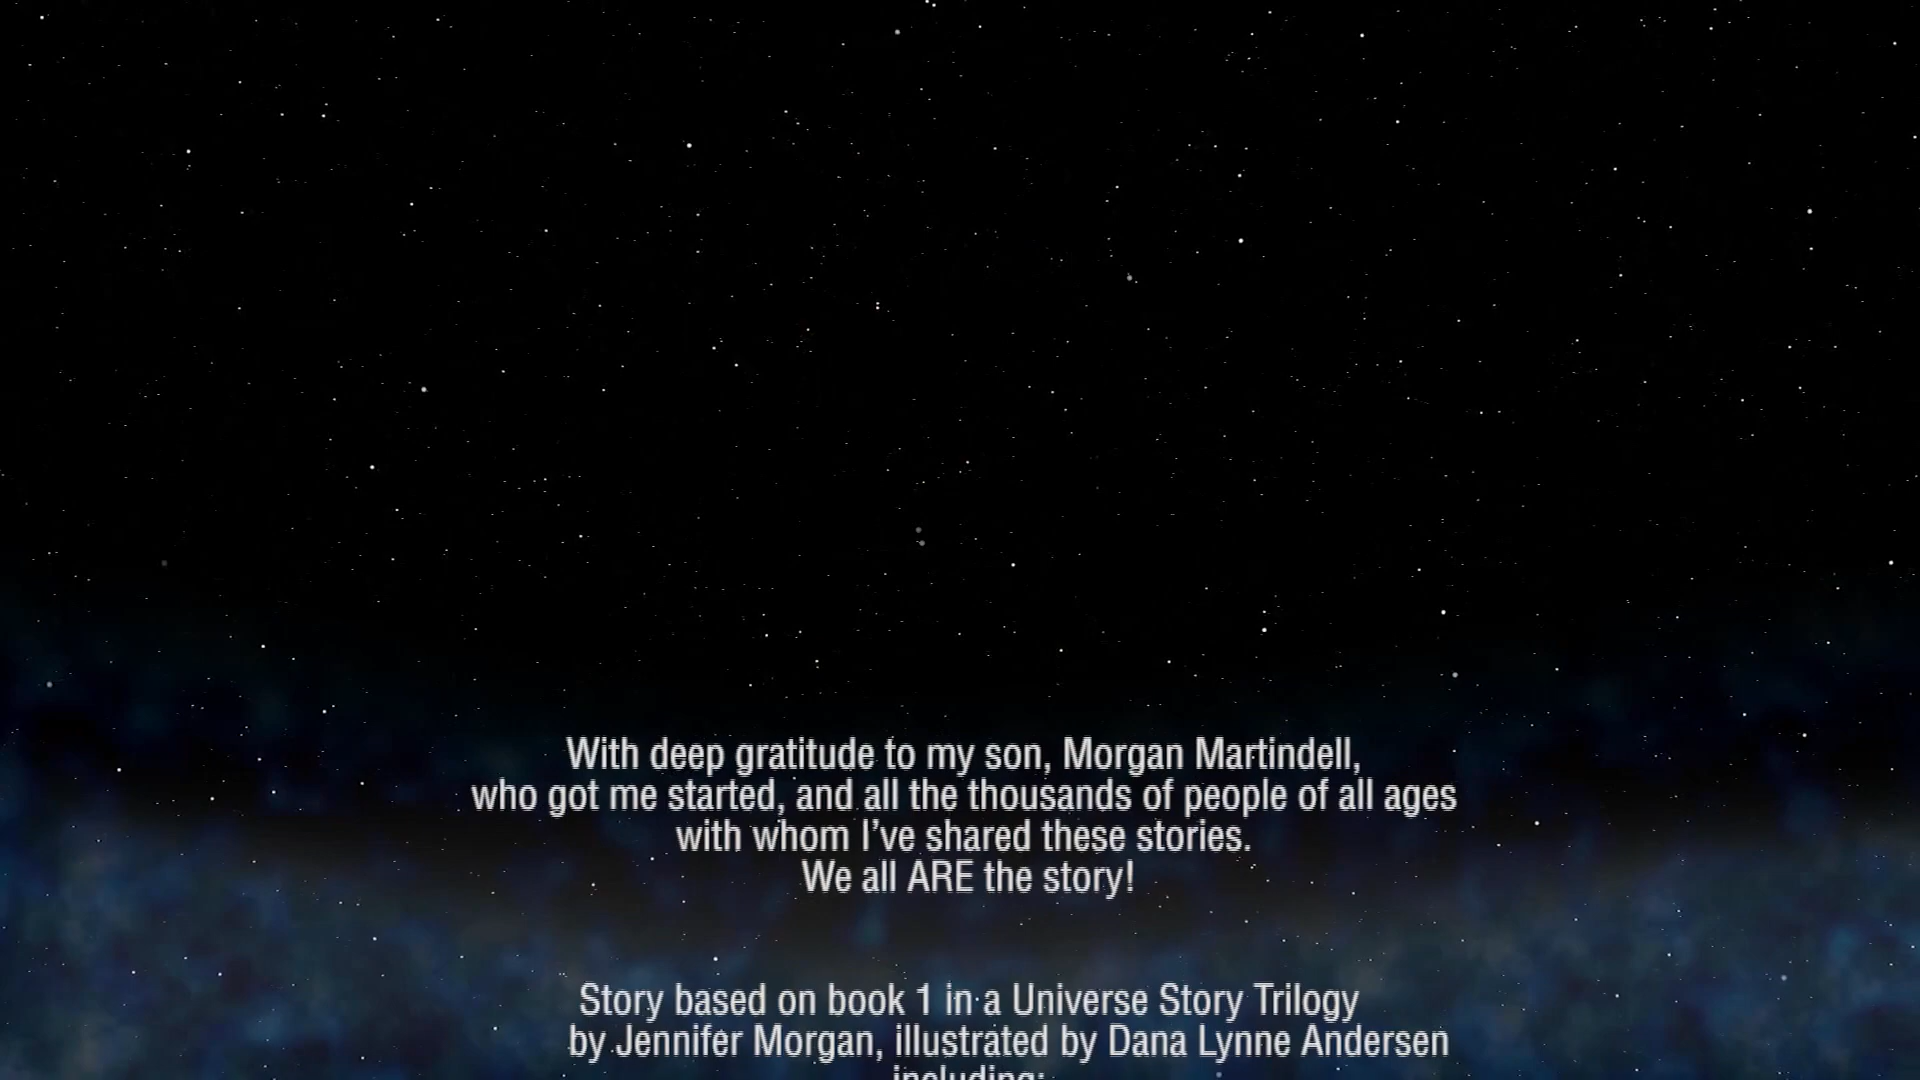 With deep gratitude to my son, Morgan Martindell,
who got me started, and all the thousands of people of all ages
with whom I've shared these stories.
We all ARE the story!
Story based on book 1 in a Universe Story Trilogy
by Jennifer Morgan, illustrated by Dana Lynne Andersen
including: